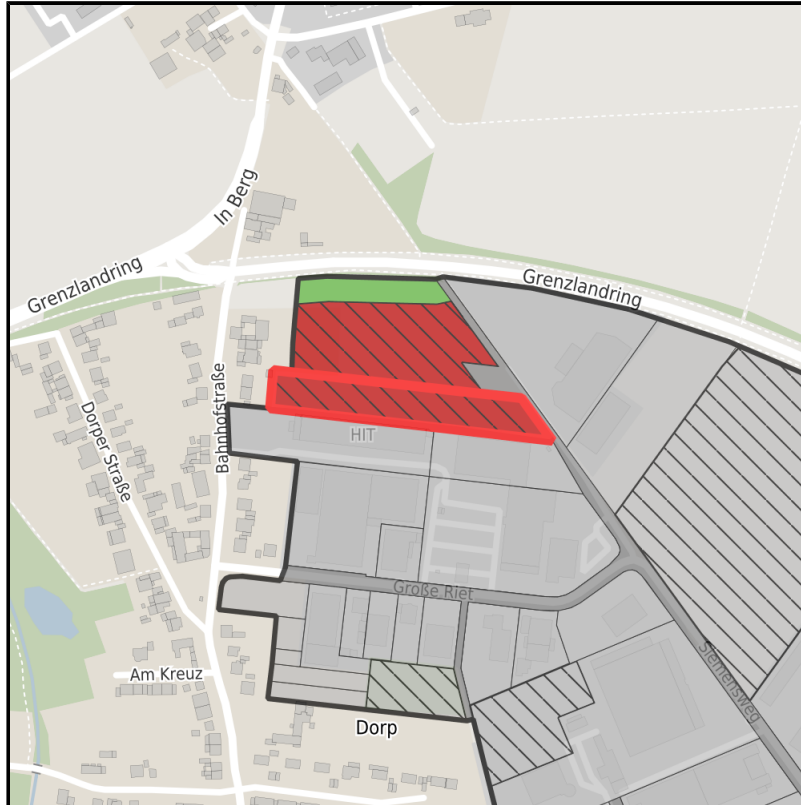 In Berg
Grenzlandring
Grenzlandring
Bahnhofstraße
Dorper Straße
HIT
Große Riet
Siemensweg
Am Kreuz
Dorp